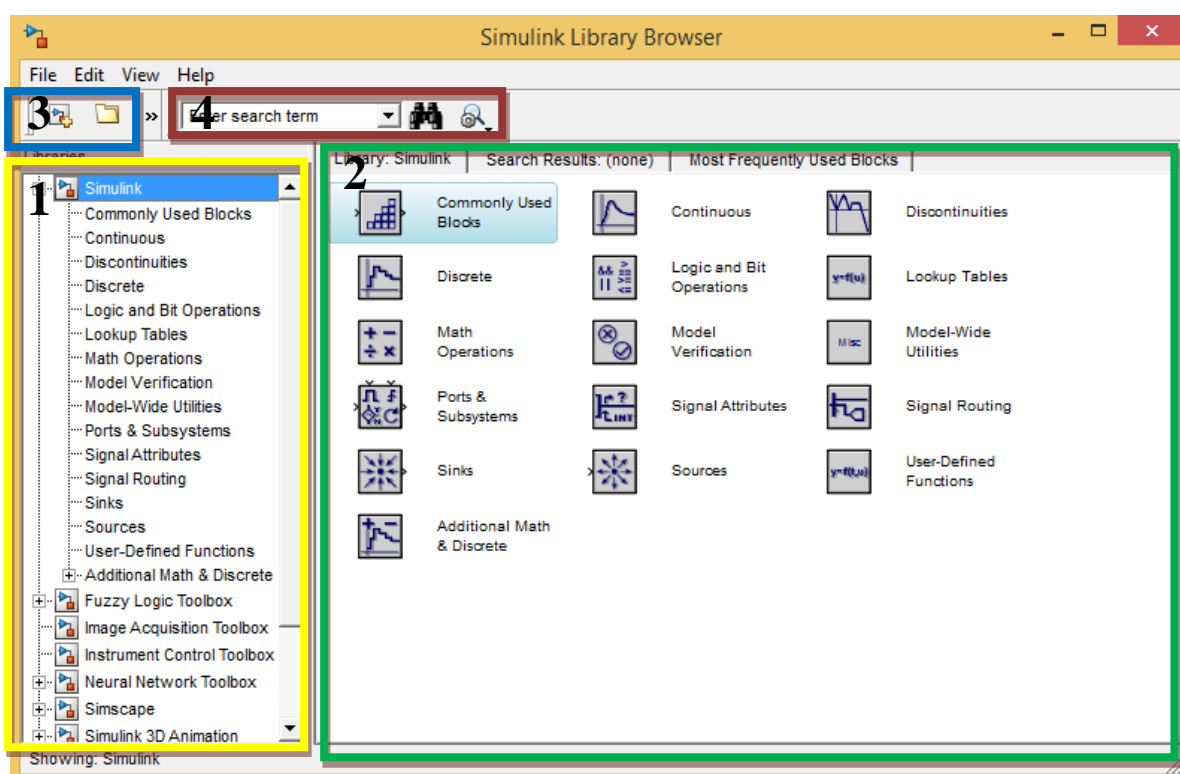 Simulink Library Browser
File Edit View Help
3
»
4
Enter search term
Libraries
1
Simulink
Commonly Used Blocks
Continuous
Discontinuities
Discrete
Logic and Bit Operations
Lookup Tables
Math Operations
Model Verification
Model-Wide Utilities
Ports & Subsystems
Signal Attributes
Signal Routing
Sinks
Sources
User-Defined Functions
Additional Math & Discrete
Fuzzy Logic Toolbox
Image Acquisition Toolbox
Instrument Control Toolbox
Neural Network Toolbox
Simscape
Simulink 3D Animation
2
Library: Simulink Search Results: (none) Most Frequently Used Blocks
Commonly Used
Blocks
Continuous
Discontinuities
Discrete
&& > >=
|| == <=
Logic and Bit
Operations
y=f(u)
Lookup Tables
+ −
÷ ×
Math
Operations
Model
Verification
Misc
Model-Wide
Utilities
Ports &
Subsystems
?
INT
Signal Attributes
Signal Routing
Sinks
Sources
y=f(t,u)
User-Defined
Functions
+ −
Additional Math
& Discrete
Showing: Simulink